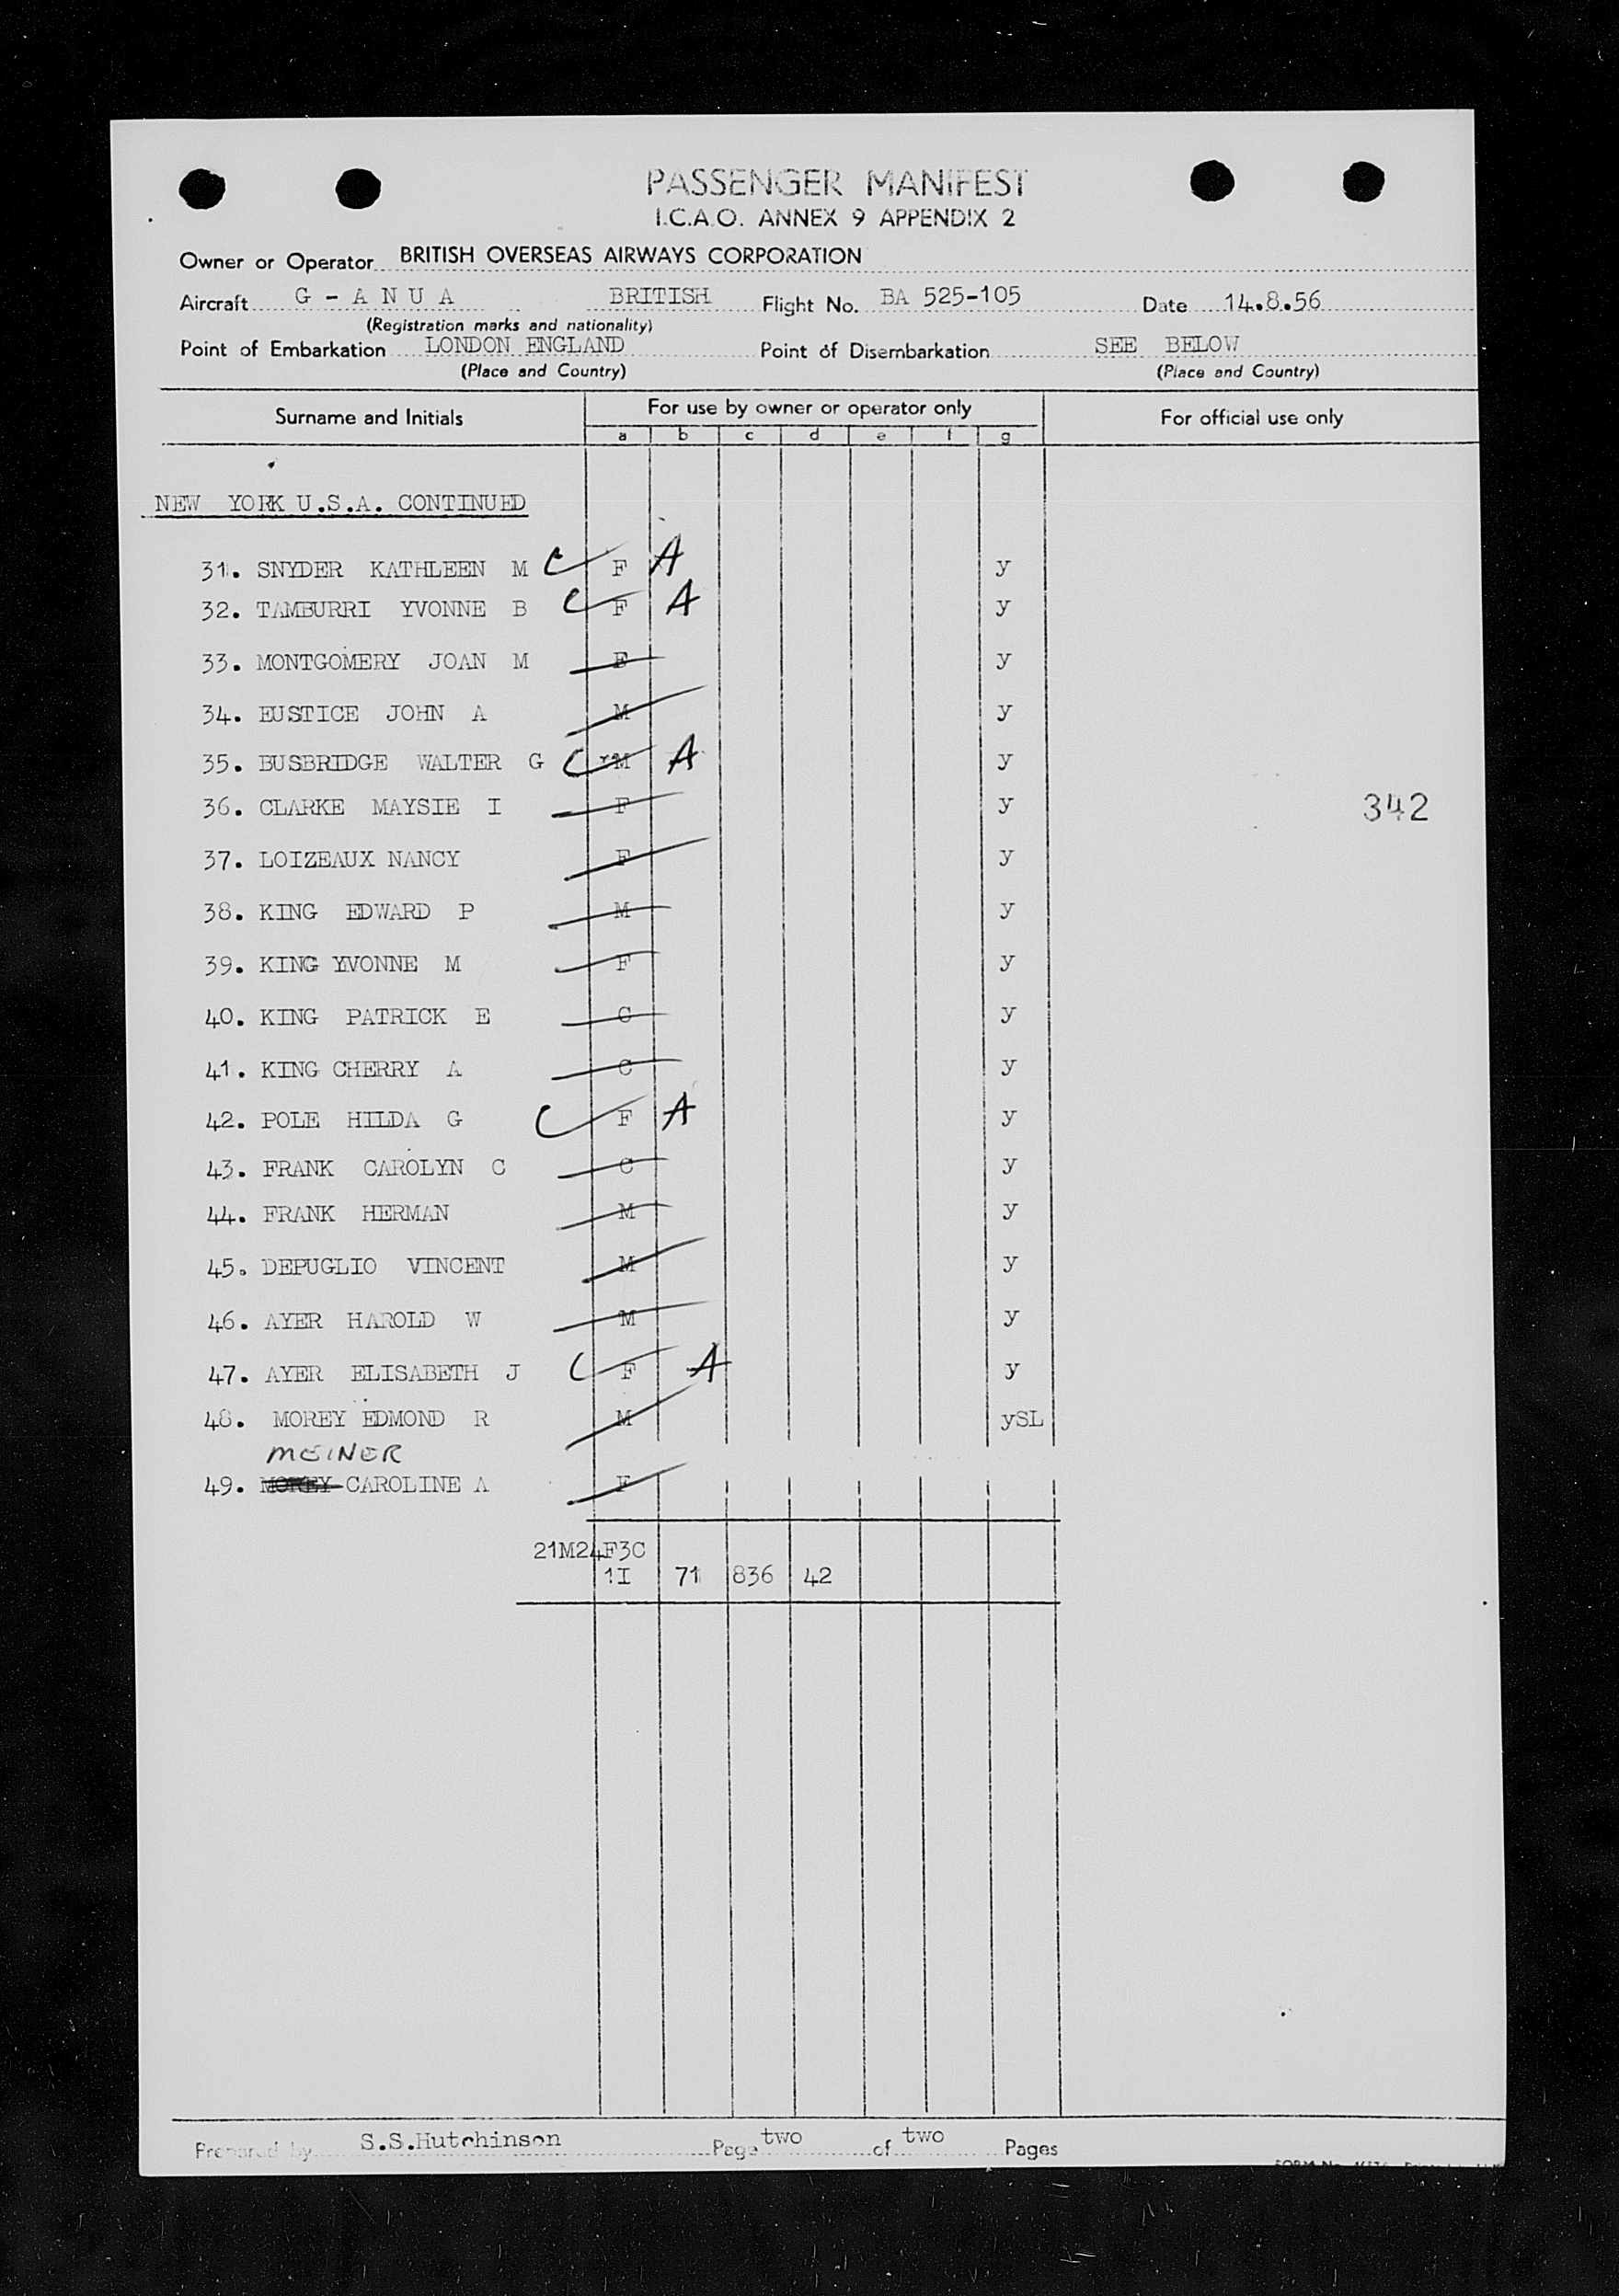 PASSENGER MANIFEST
I.C.A.O. ANNEX 9 APPENDIX 2
Owner or Operator BRITISH OVERSEAS AIRWAYS CORPORATION
Aircraft G - A N U A BRITISH Flight No. BA 525-105 Date 14.8.56
(Registration marks and nationality)
Point of Embarkation LONDON ENGLAND Point of Disembarkation SEE BELOW
(Place and Country) (Place and Country)
Surname and Initials For use by owner or operator only For official use only
a b c d e f g
NEW YORK U.S.A. CONTINUED
31. SNYDER KATHLEEN M C F A y
32. TAMBURRI YVONNE B C F A y
33. MONTGOMERY JOAN M F y
34. EUSTICE JOHN A M y
35. BUSBRIDGE WALTER G C M A y
36. CLARKE MAYSIE I F y 342
37. LOIZEAUX NANCY F y
38. KING EDWARD P M y
39. KING YVONNE M F y
40. KING PATRICK E C y
41. KING CHERRY A C y
42. POLE HILDA G C F A y
43. FRANK CAROLYN C C y
44. FRANK HERMAN M y
45. DEPUGLIO VINCENT M y
46. AYER HAROLD W M y
47. AYER ELISABETH J C F A y
48. MOREY EDMOND R M ySL
MEINER
49. MOREY CAROLINE A F
21M24F3C
1I 71 836 42
Prepared by S.S.Hutchinson Page two of two Pages